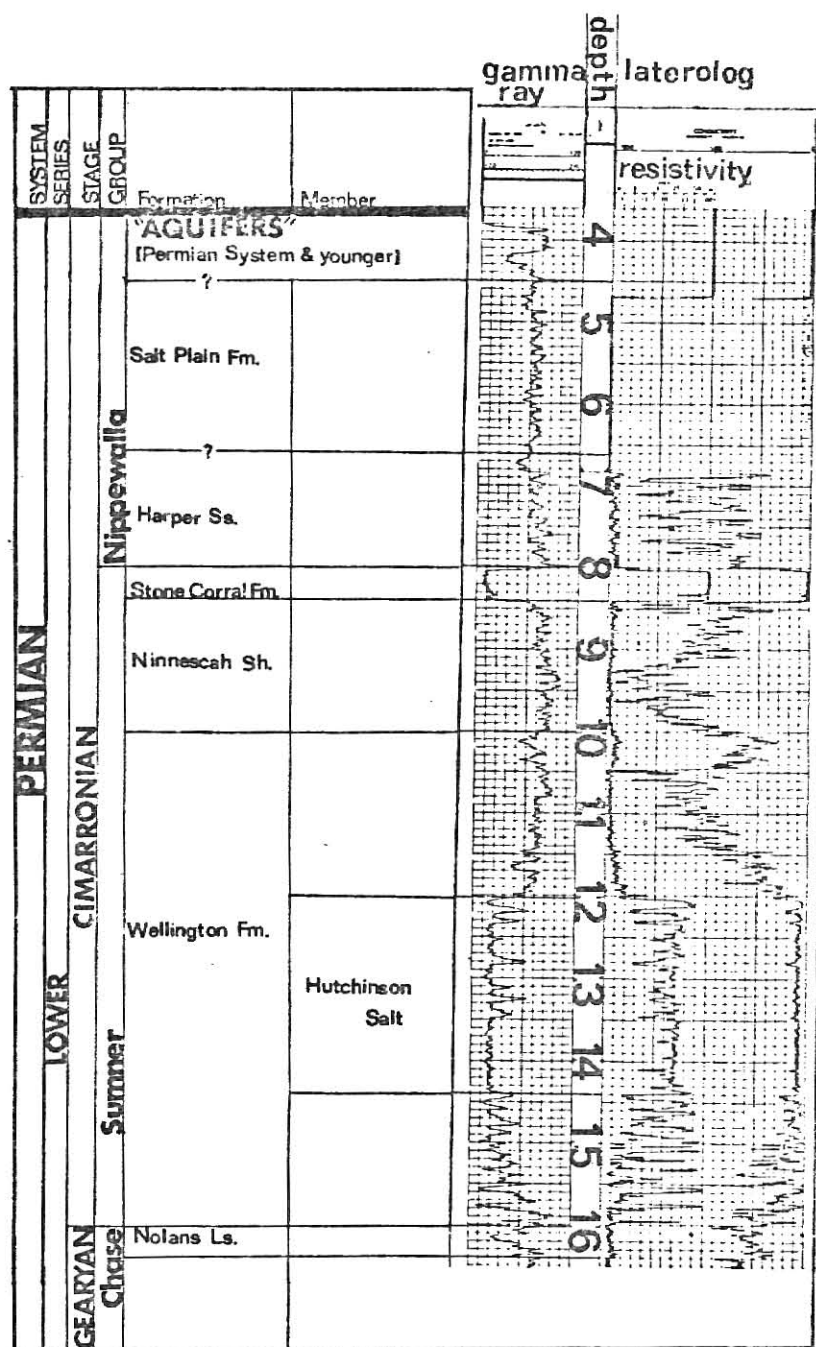 depth
gamma ray
laterolog
resistivity
SYSTEM
SERIES
STAGE
GROUP
Formation
Member
"AQUIFERS"
[Permian System & younger]
?
Salt Plain Fm.
?
Harper Ss.
Stone Corral Fm.
Ninnescah Sh.
Wellington Fm.
Hutchinson
Salt
Nolans Ls.
PERMIAN
LOWER
CIMARRONIAN
GEARYAN
Nippewalla
Sumner
Chase
4
5
6
7
8
9
10
11
12
13
14
15
16